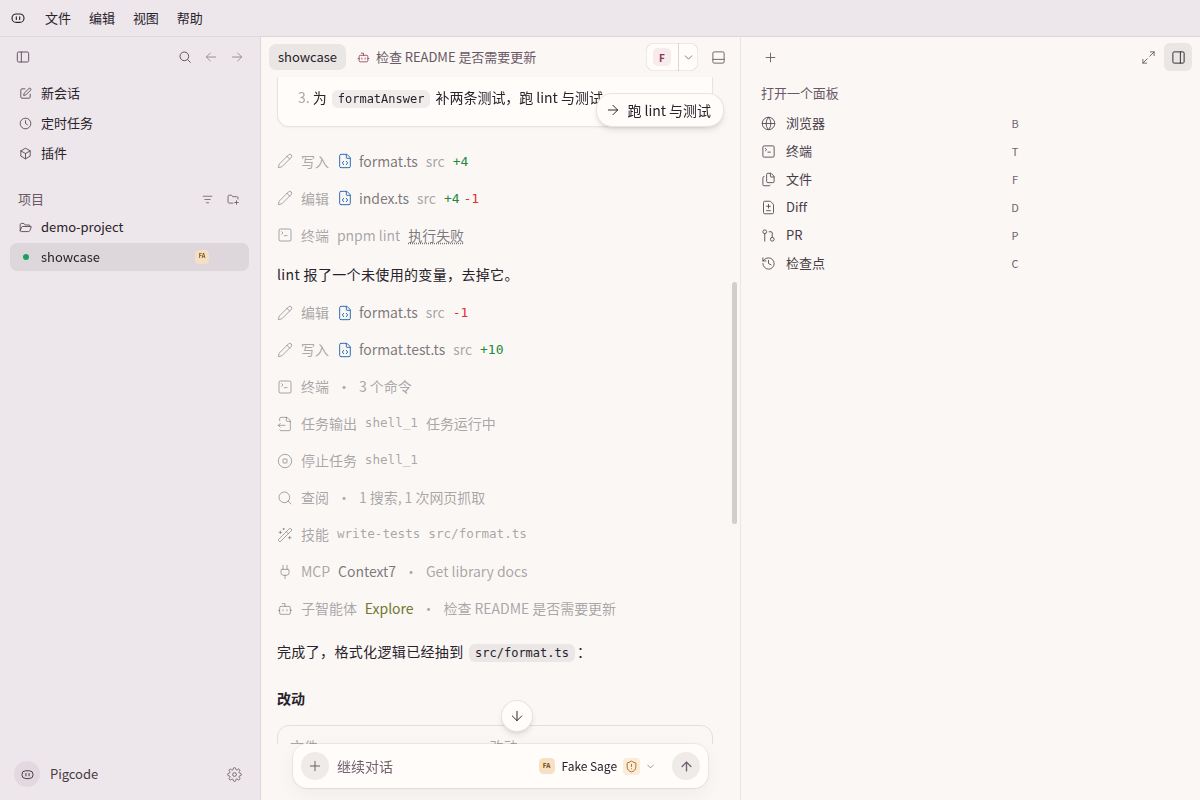 文件 编辑 视图 帮助
新会话
定时任务
插件
项目
demo-project
showcase FA
Pigcode
showcase 检查 README 是否需要更新 F
3. 为 formatAnswer 补两条测试，跑 lint 与测试
跑 lint 与测试
写入 format.ts src +4
编辑 index.ts src +4 -1
终端 pnpm lint 执行失败
lint 报了一个未使用的变量，去掉它。
编辑 format.ts src -1
写入 format.test.ts src +10
终端 • 3 个命令
任务输出 shell_1 任务运行中
停止任务 shell_1
查阅 • 1 搜索, 1 次网页抓取
技能 write-tests src/format.ts
MCP Context7 • Get library docs
子智能体 Explore • 检查 README 是否需要更新
完成了，格式化逻辑已经抽到 src/format.ts：
改动
文件 改动
继续对话 FA Fake Sage
打开一个面板
浏览器 B
终端 T
文件 F
Diff D
PR P
检查点 C